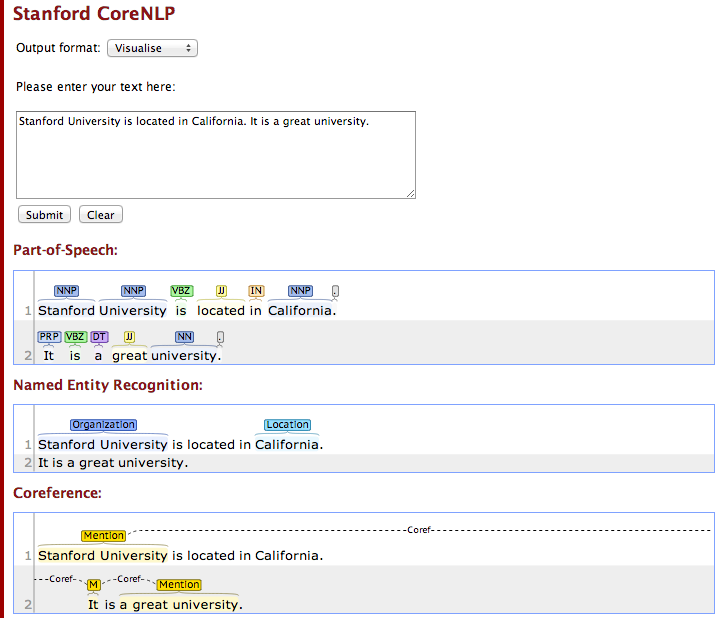 Stanford CoreNLP
Output format: Visualise
Please enter your text here:
Stanford University is located in California. It is a great university.
Submit Clear
Part-of-Speech:
NNP NNP VBZ JJ IN NNP .
1 Stanford University is located in California.
PRP VBZ DT JJ NN .
2 It is a great university.
Named Entity Recognition:
Organization Location
1 Stanford University is located in California.
2 It is a great university.
Coreference:
Mention Coref
1 Stanford University is located in California.
Coref M Coref Mention
2 It is a great university.